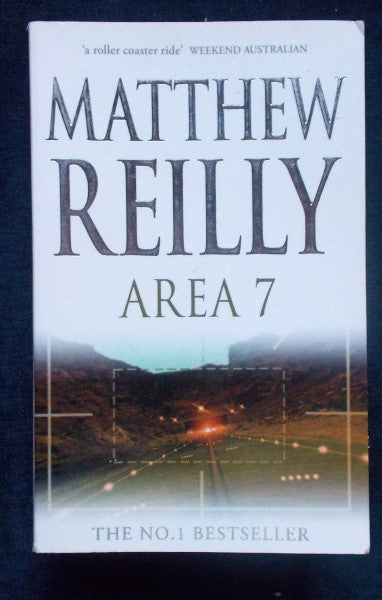 'a roller coaster ride' WEEKEND AUSTRALIAN
MATTHEW
REILLY
AREA 7
THE NO.1 BESTSELLER